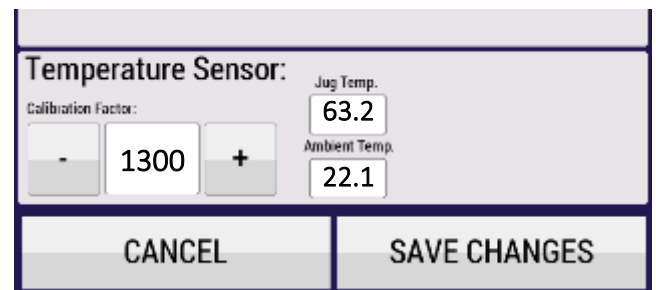 Temperature Sensor:
Jug Temp.
Calibration Factor:
63.2
- 1300 +
Ambient Temp.
22.1
CANCEL SAVE CHANGES